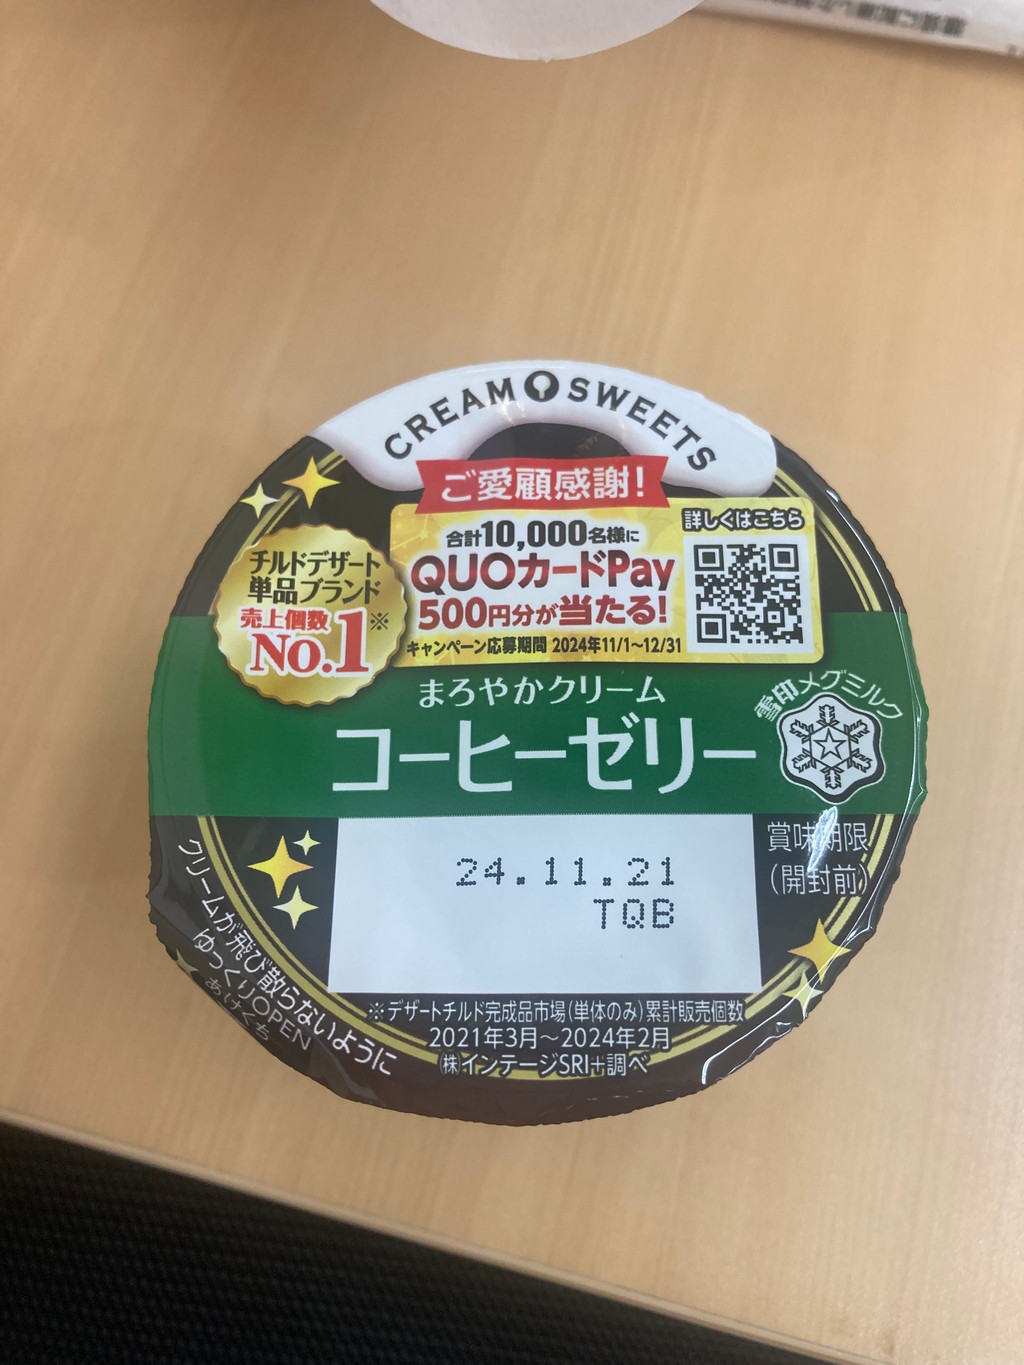 CREAM SWEETS
ご愛顧感謝!
合計10,000名様に
QUOカードPay
500円分が当たる!
キャンペーン応募期間 2024年11/1~12/31
詳しくはこちら
チルドデザート
単品ブランド
売上個数
No.1※
まろやかクリーム
コーヒーゼリー
雪印メグミルク
賞味期限
(開封前)
24.11.21
TQB
クリームが飛び散らないように
ゆっくりOPEN
あけくち
※デザートチルド完成品市場(単体のみ)累計販売個数
2021年3月~2024年2月
㈱インテージSRI+調べ